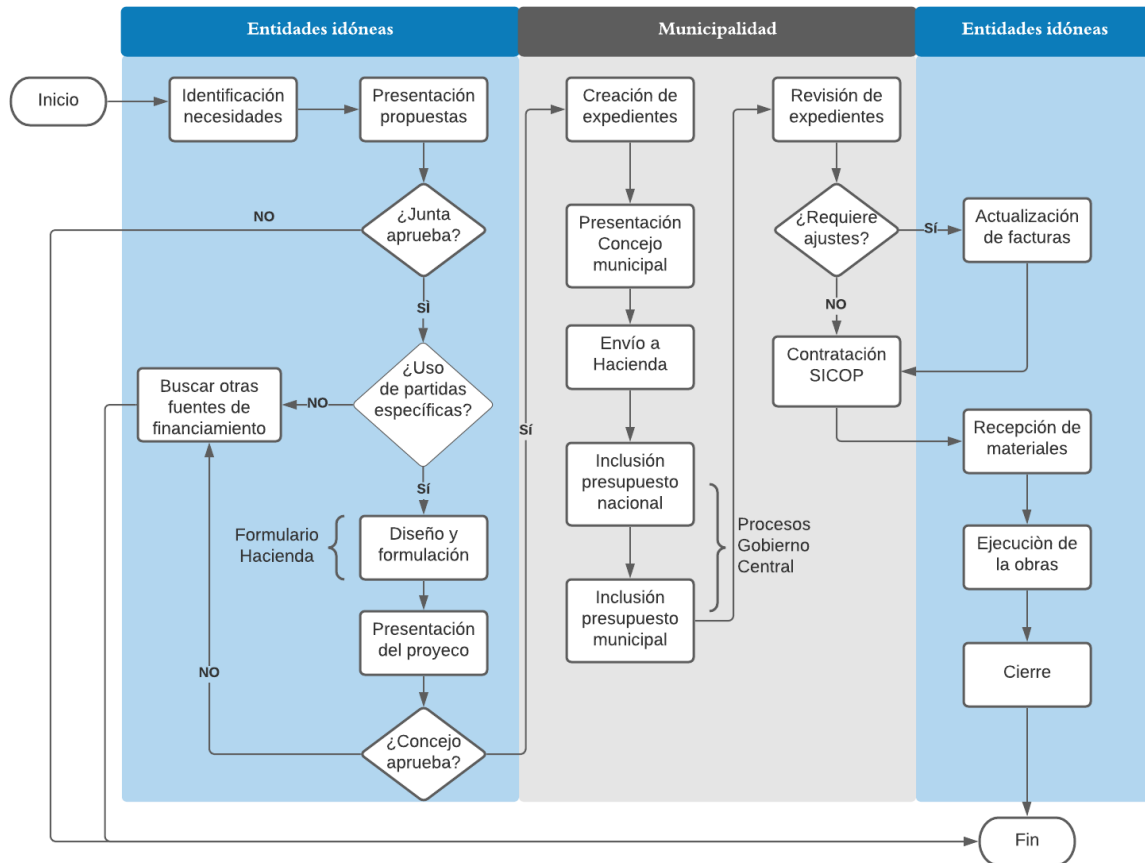 Entidades idóneas
Municipalidad
Entidades idóneas
Inicio
Identificación
necesidades
Presentación
propuestas
¿Junta
aprueba?
NO
SÌ
¿Uso
de partidas
específicas?
NO
Buscar otras
fuentes de
financiamiento
Sí
Formulario
Hacienda
Diseño y
formulación
Presentación
del proyeco
¿Concejo
aprueba?
NO
Sí
Creación de
expedientes
Presentación
Concejo
municipal
Envío a
Hacienda
Inclusión
presupuesto
nacional
Inclusión
presupuesto
municipal
Procesos
Gobierno
Central
Revisión de
expedientes
¿Requiere
ajustes?
Sí
NO
Contratación
SICOP
Actualización
de facturas
Recepción de
materiales
Ejecuciòn de
la obras
Cierre
Fin